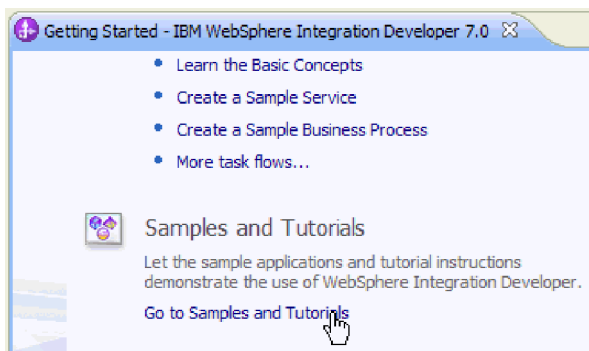 Getting Started - IBM WebSphere Integration Developer 7.0
Learn the Basic Concepts
Create a Sample Service
Create a Sample Business Process
More task flows...
Samples and Tutorials
Let the sample applications and tutorial instructions
demonstrate the use of WebSphere Integration Developer.
Go to Samples and Tutorials